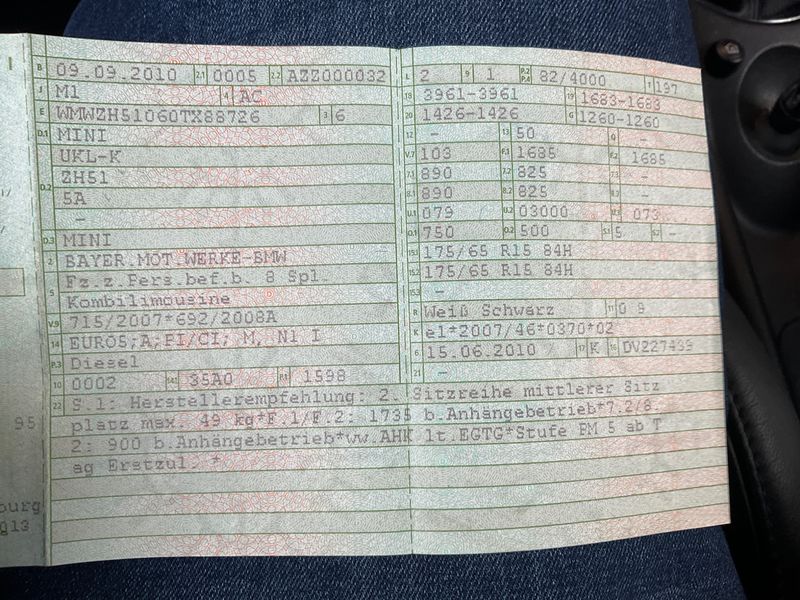 B 09.09.2010 2.1 0005 2.2 AZZ000032
J M1 4 AC
E WMWZH51060TX88726 3 6
D.1 MINI
UKL-K
D.2 ZH51
5A
-
D.3 MINI
2 BAYER.MOT.WERKE-BMW
5 Fz.z.Pers.bef.b. 8 Spl.
Kombilimousine
V.9 715/2007*692/2008A
14 EURO5;A;PI/CI; M, N1 I
P.3 Diesel
10 0002 14.1 35A0 P.1 1598
L 2 9 1 P.2 P.4 82/4000 T 197
18 3961-3961 19 1683-1683
20 1426-1426 G 1260-1260
12 - 13 50 Q -
V.7 103 F.1 1685 F.2 1685
7.1 890 7.2 825 7.3 -
8.1 890 8.2 825 8.3 -
U.1 079 U.2 03000 U.3 073
O.1 750 O.2 500 S.1 5 S.2 -
15.1 175/65 R15 84H
15.2 175/65 R15 84H
15.3 -
R Weiß Schwarz 11 0 9
K e1*2007/46*0370*02
6 15.06.2010 17 K 16 DV227439
21 -
22 S.1: Herstellerempfehlung: 2. Sitzreihe mittlerer Sitz
platz max. 49 kg*F.1/F.2: 1735 b.Anhängebetrieb*7.2/8.
2: 900 b.Anhängebetrieb*ww.AHK lt.EGTG*Stufe PM 5 ab T
ag Erstzul. *
95
burg
g13